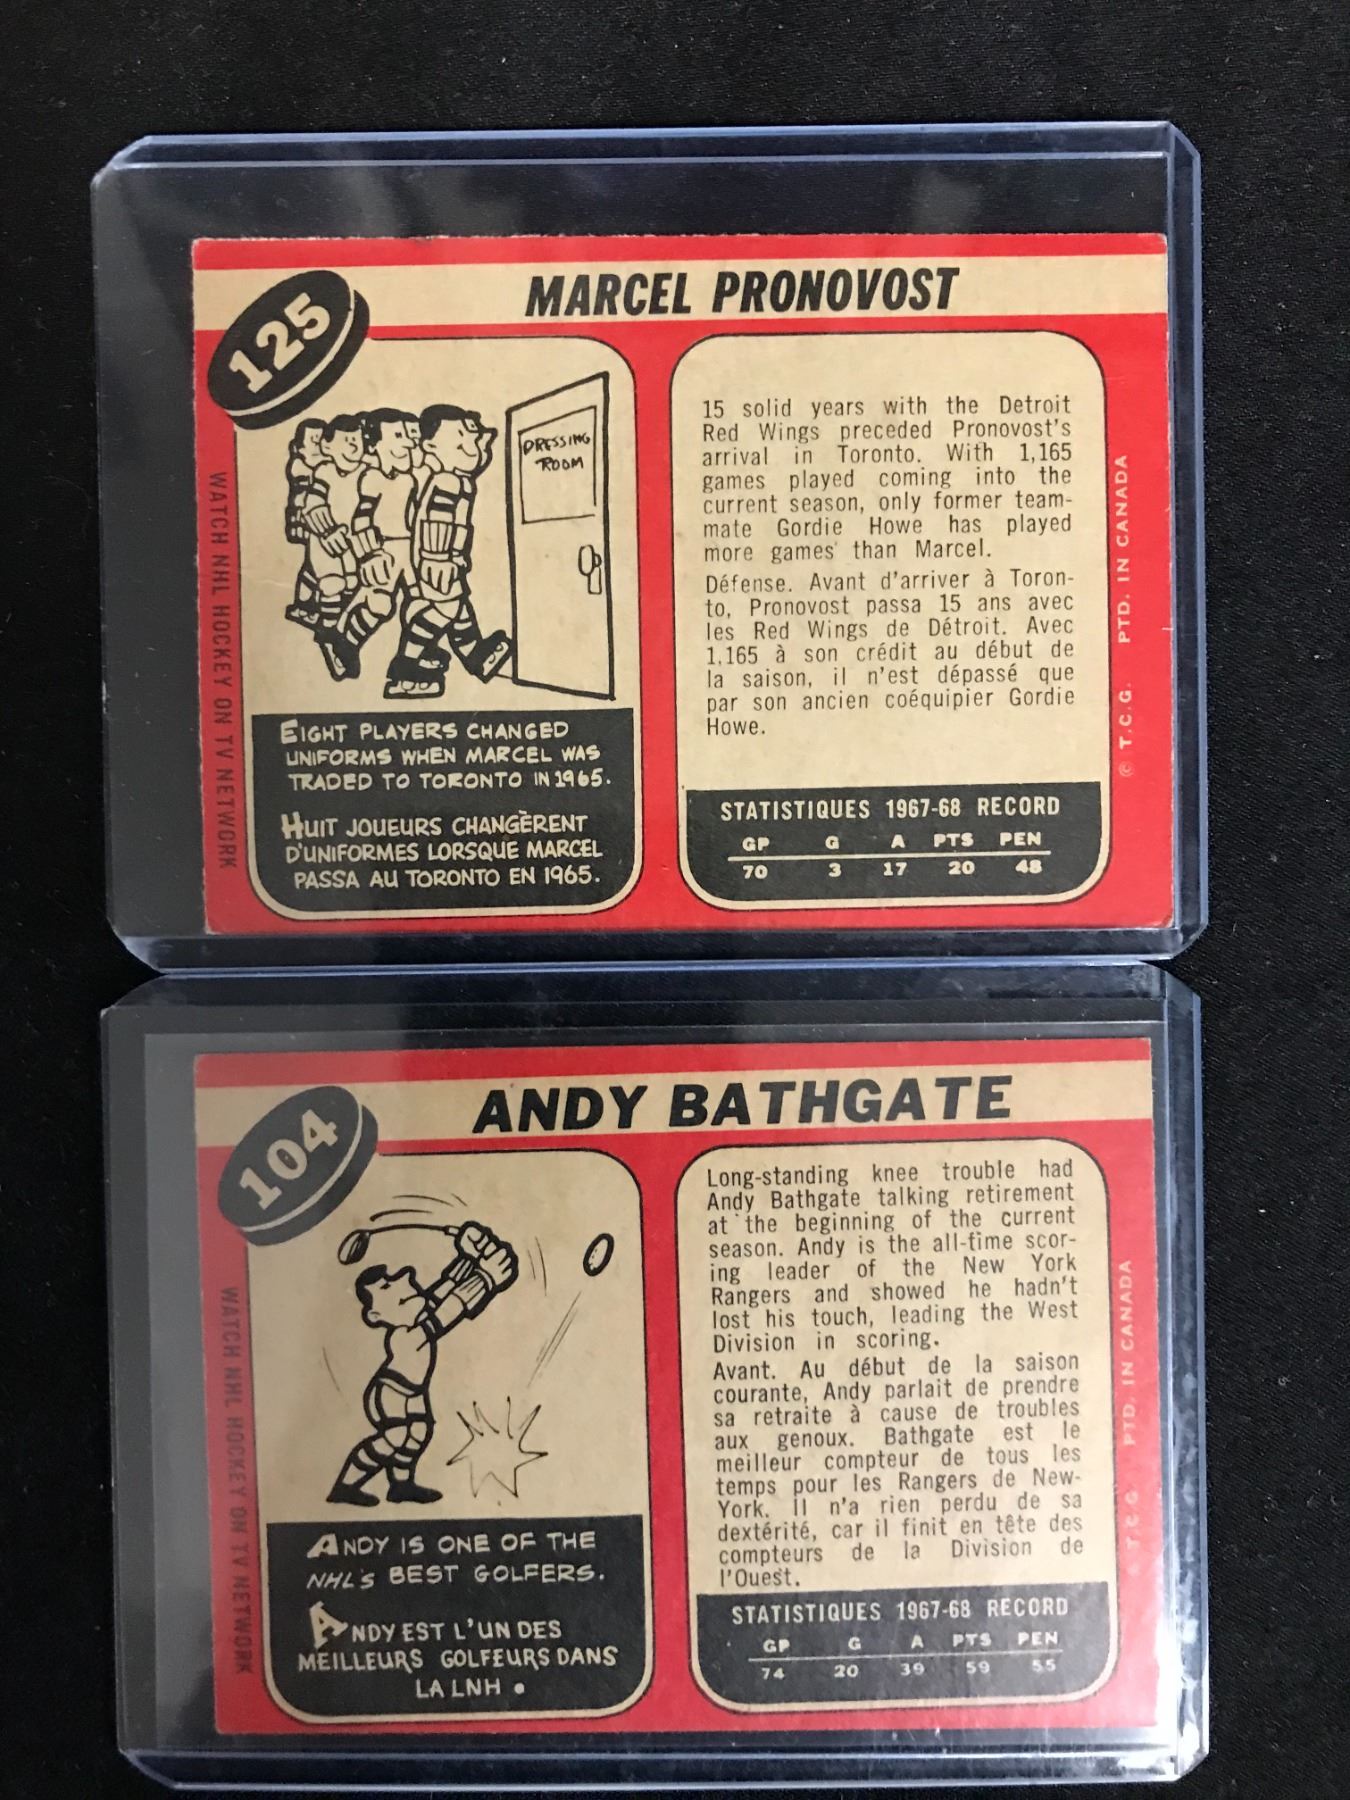 MARCEL PRONOVOST
125
DRESSING
ROOM
EIGHT PLAYERS CHANGED
UNIFORMS WHEN MARCEL WAS
TRADED TO TORONTO IN 1965.
HUIT JOUEURS CHANGÈRENT
D'UNIFORMES LORSQUE MARCEL
PASSA AU TORONTO EN 1965.
WATCH NHL HOCKEY ON TV NETWORK
15 solid years with the Detroit
Red Wings preceded Pronovost's
arrival in Toronto. With 1,165
games played coming into the
current season, only former team-
mate Gordie Howe has played
more games than Marcel.
Défense. Avant d'arriver à Toron-
to, Pronovost passa 15 ans avec
les Red Wings de Détroit. Avec
1,165 à son crédit au début de
la saison, il n'est dépassé que
par son ancien coéquipier Gordie
Howe.
STATISTIQUES 1967-68 RECORD
GP G A PTS PEN
70 3 17 20 48
© T.C.G. PTD. IN CANADA
ANDY BATHGATE
104
ANDY IS ONE OF THE
NHL'S BEST GOLFERS.
ANDY EST L'UN DES
MEILLEURS GOLFEURS DANS
LA LNH.
WATCH NHL HOCKEY ON TV NETWORK
Long-standing knee trouble had
Andy Bathgate talking retirement
at the beginning of the current
season. Andy is the all-time scor-
ing leader of the New York
Rangers and showed he hadn't
lost his touch, leading the West
Division in scoring.
Avant. Au début de la saison
courante, Andy parlait de prendre
sa retraite à cause de troubles
aux genoux. Bathgate est le
meilleur compteur de tous les
temps pour les Rangers de New-
York. Il n'a rien perdu de sa
dextérité, car il finit en tête des
compteurs de la Division de
l'Ouest.
STATISTIQUES 1967-68 RECORD
GP G A PTS PEN
74 20 39 59 55
© T.C.G. PTD. IN CANADA